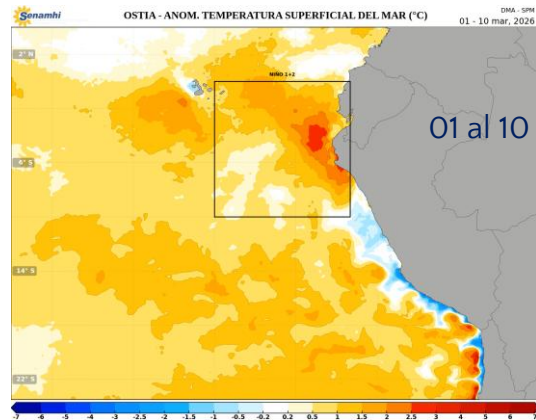 Senamhi
OSTIA - ANOM. TEMPERATURA SUPERFICIAL DEL MAR (°C)
DMA - SPM
01 - 10 mar, 2026
2° N
NIÑO 1+2
01 al 10
6° S
14° S
22° S
-7 -6 -5 -4 -3 -2.5 -2 -1.5 -1 -0.5 -0.2 0.2 0.5 1 1.5 2 2.5 3 4 5 6 7